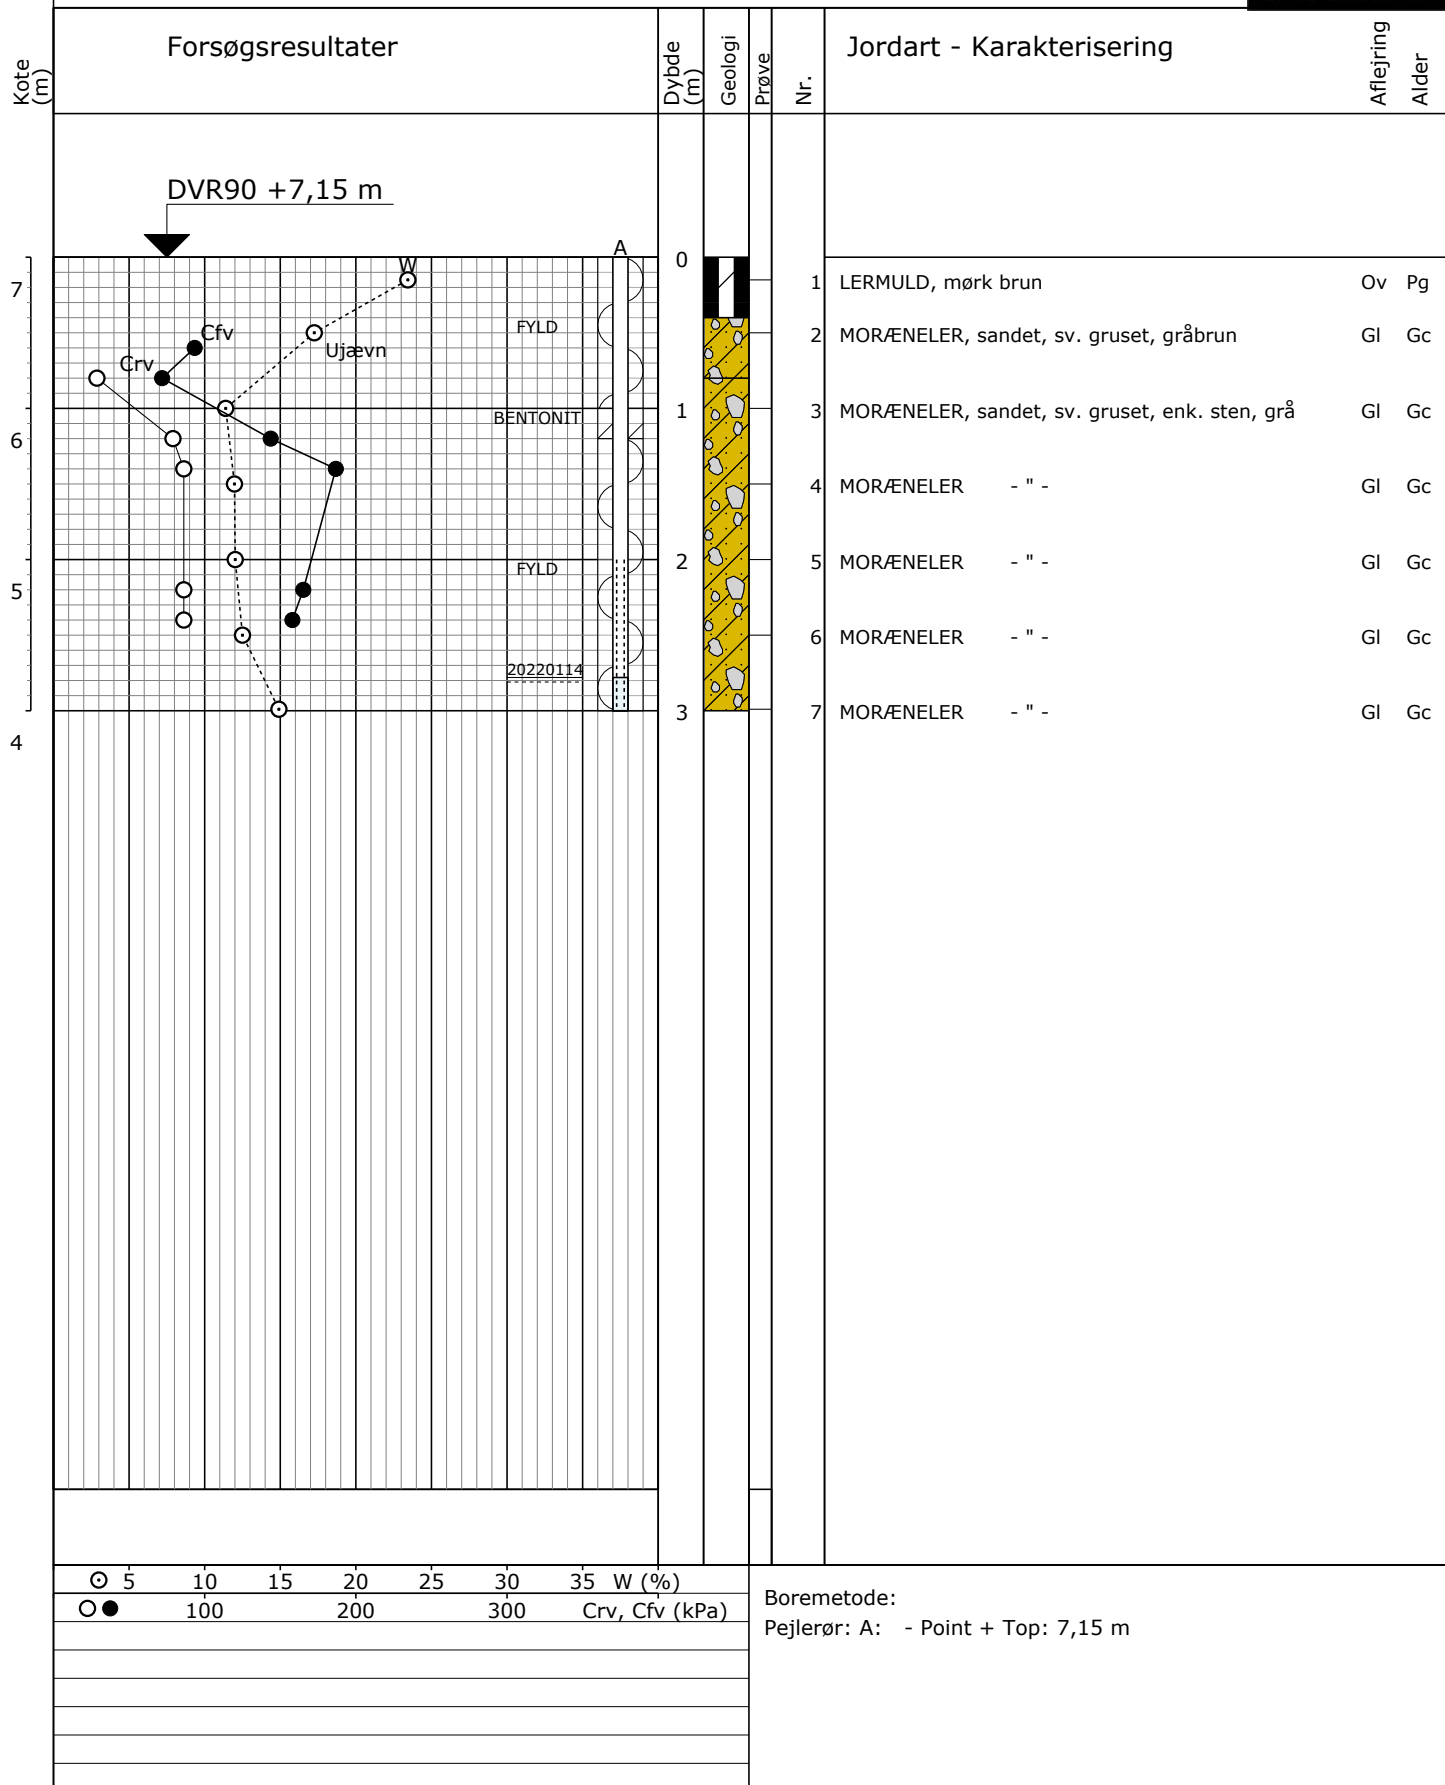 Kote (m)
Forsøgsresultater
Dybde (m)
Geologi
Prøve
Nr.
Jordart - Karakterisering
Aflejring
Alder
DVR90 +7,15 m
A
W
0
7
1 LERMULD, mørk brun Ov Pg
FYLD
Cfv
Ujævn
2 MORÆNELER, sandet, sv. gruset, gråbrun Gl Gc
Crv
BENTONIT
1
3 MORÆNELER, sandet, sv. gruset, enk. sten, grå Gl Gc
6
4 MORÆNELER - " - Gl Gc
FYLD
2
5 MORÆNELER - " - Gl Gc
5
6 MORÆNELER - " - Gl Gc
20220114
3
7 MORÆNELER - " - Gl Gc
4
5 10 15 20 25 30 35 W (%)
100 200 300 Crv, Cfv (kPa)
Boremetode:
Pejlerør: A: - Point + Top: 7,15 m